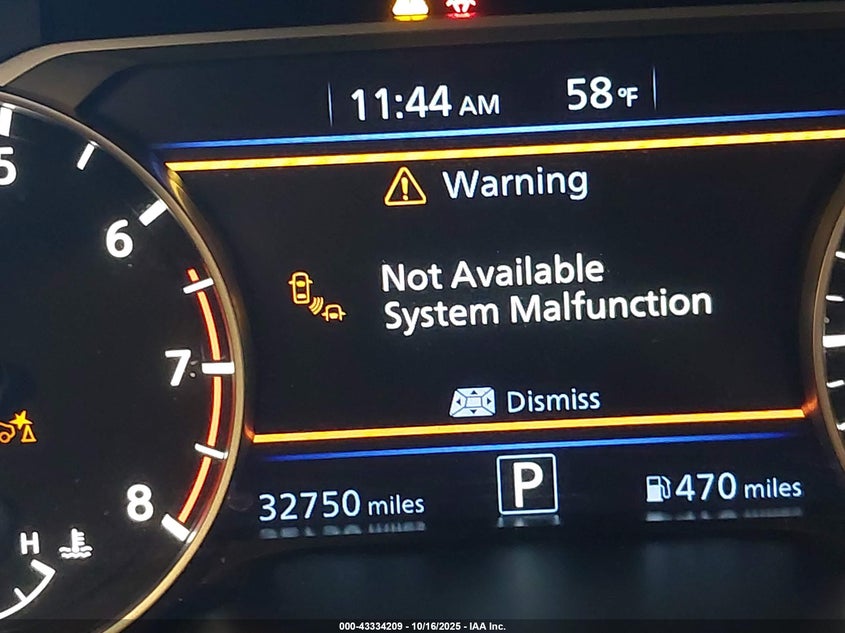 11:44 AM 58°F
Warning
Not Available
System Malfunction
Dismiss
5
6
7
8
H
P
32750 miles
470 miles
000-43334209 - 10/16/2025 - IAA Inc.